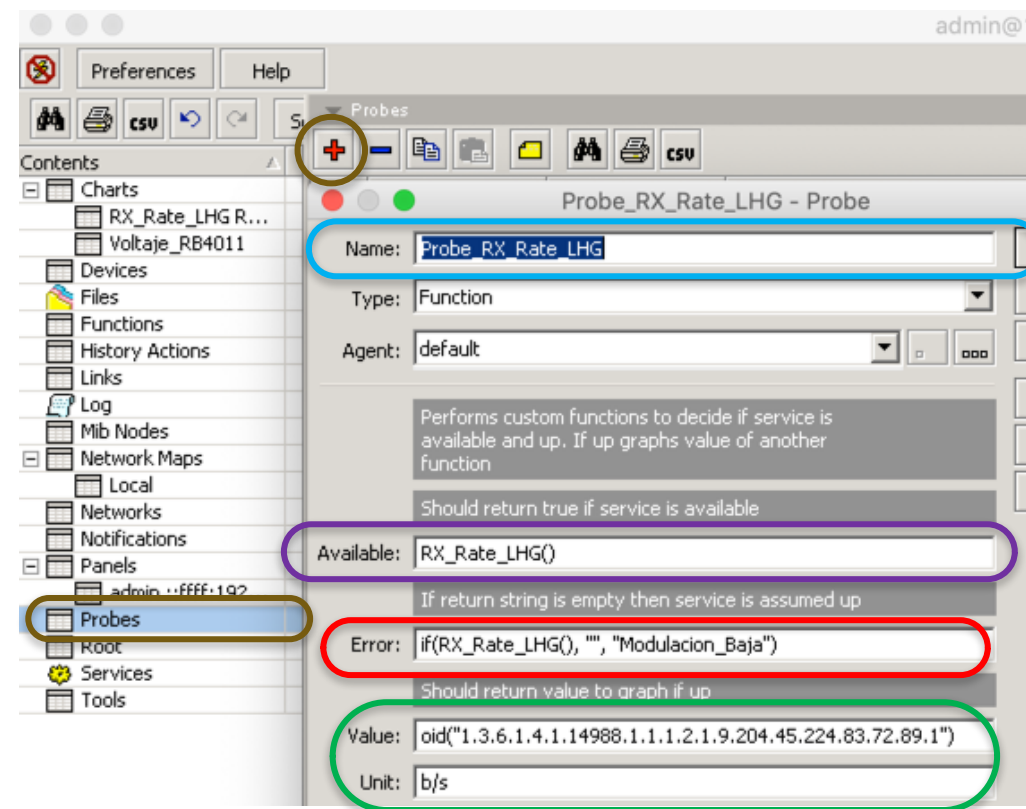 admin@
Preferences Help
csv
Probes
csv
Contents
Charts
RX_Rate_LHG R...
Voltaje_RB4011
Devices
Files
Functions
History Actions
Links
Log
Mib Nodes
Network Maps
Local
Networks
Notifications
Panels
admin ::ffff:192
Probes
Root
Services
Tools
Probe_RX_Rate_LHG - Probe
Name: Probe_RX_Rate_LHG
Type: Function
Agent: default
Performs custom functions to decide if service is
available and up. If up graphs value of another
function
Should return true if service is available
Available: RX_Rate_LHG()
If return string is empty then service is assumed up
Error: if(RX_Rate_LHG(), "", "Modulacion_Baja")
Should return value to graph if up
Value: oid("1.3.6.1.4.1.14988.1.1.1.2.1.9.204.45.224.83.72.89.1")
Unit: b/s